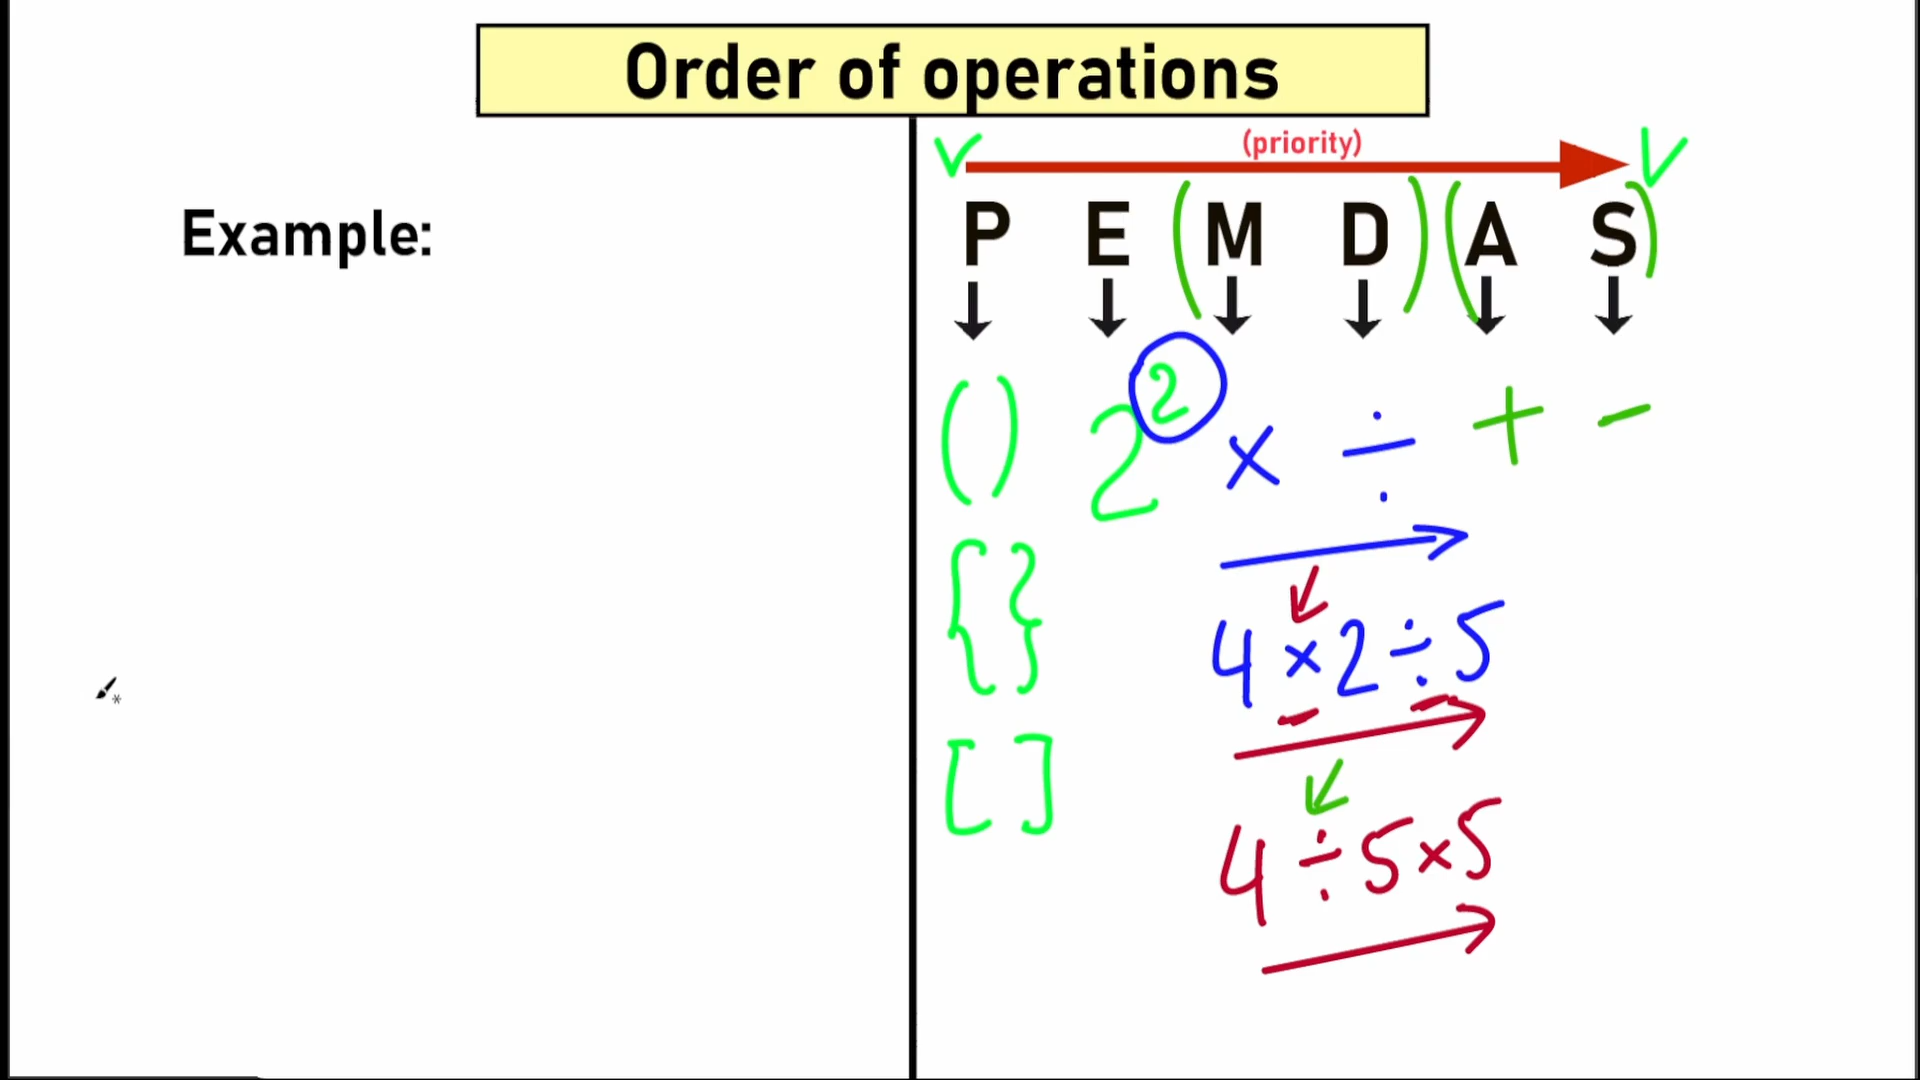 Order of operations
Example:
(priority)
P E (M D) (A S)
( ) 2² × ÷ + −
{ }
4 × 2 ÷ 5
[ ]
4 ÷ 5 × 5